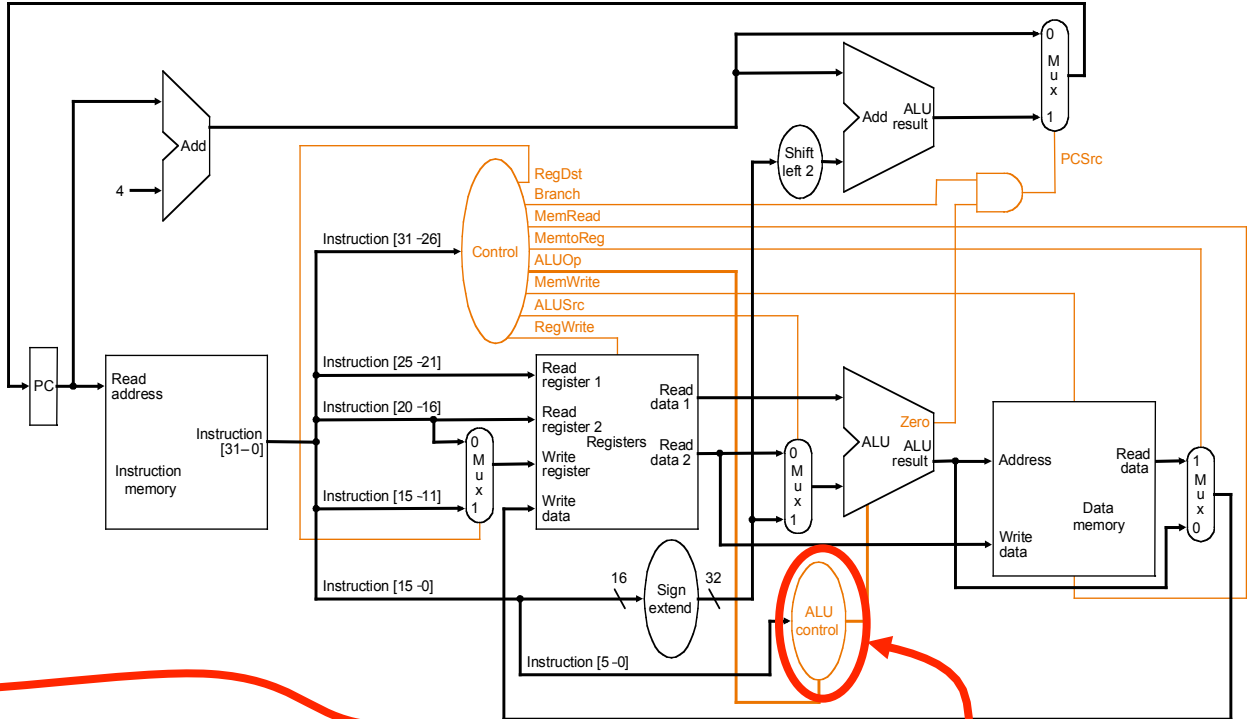 0
M
u
x
1
Add
ALU
result
Add
Shift
left 2
4
PCSrc
RegDst
Branch
MemRead
MemtoReg
ALUOp
MemWrite
ALUSrc
RegWrite
Control
Instruction [31-26]
PC
Read
address
Instruction
[31-0]
Instruction
memory
Instruction [25-21]
Instruction [20-16]
Instruction [15-11]
0
M
u
x
1
Read
register 1
Read
register 2
Write
register
Write
data
Registers
Read
data 1
Read
data 2
0
M
u
x
1
Zero
ALU
ALU
result
Address
Write
data
Read
data
Data
memory
1
M
u
x
0
Instruction [15-0]
16
Sign
extend
32
ALU
control
Instruction [5-0]